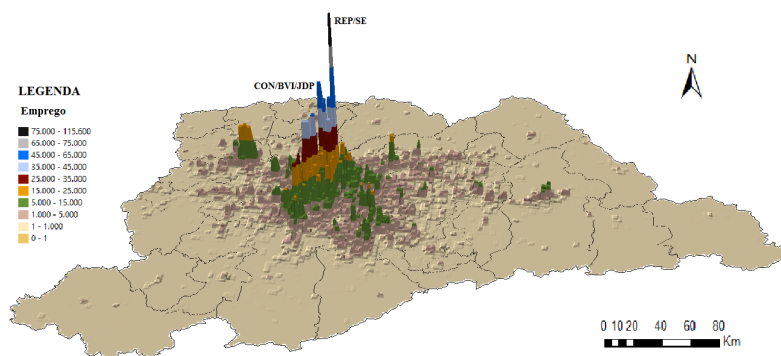 REP/SE
N
CON/BVI/JDP
LEGENDA
Emprego
75.000 - 115.600
65.000 - 75.000
45.000 - 65.000
35.000 - 45.000
25.000 - 35.000
15.000 - 25.000
5.000 - 15.000
1.000 - 5.000
1 - 1.000
0 - 1
0 10 20 40 60 80
Km